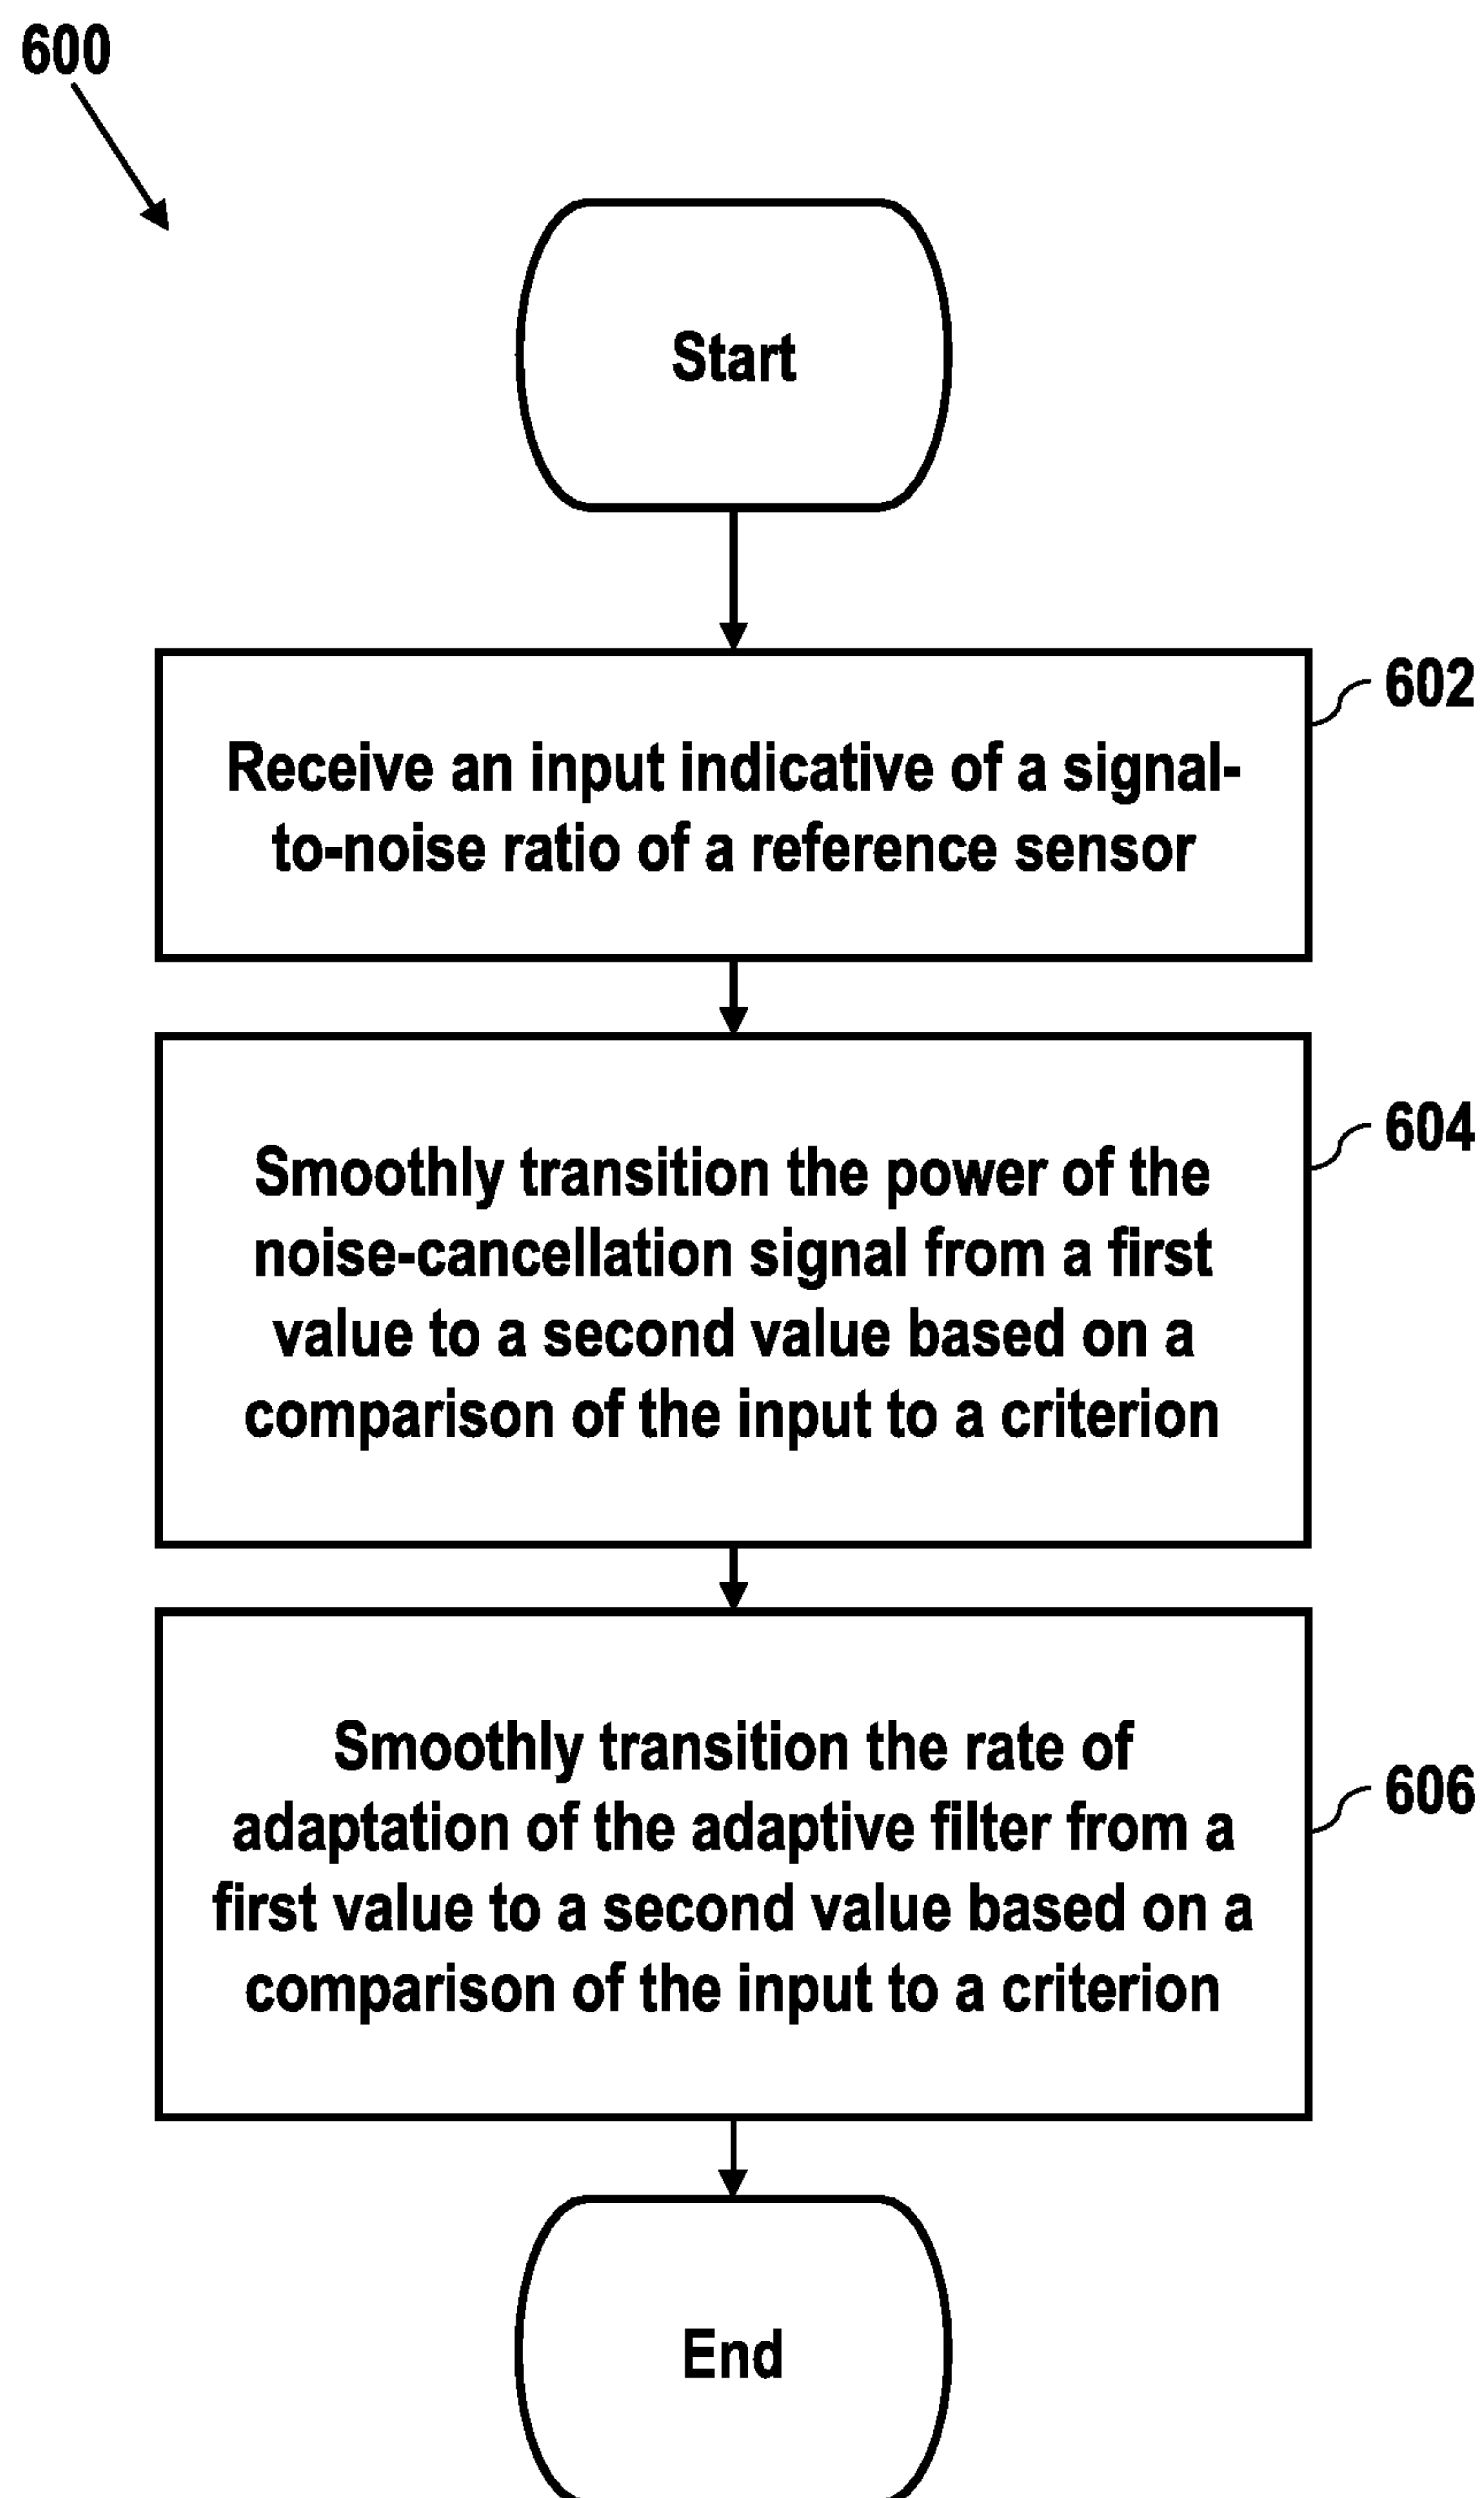 600
Start
602
Receive an input indicative of a signal-
to-noise ratio of a reference sensor
604
Smoothly transition the power of the
noise-cancellation signal from a first
value to a second value based on a
comparison of the input to a criterion
606
Smoothly transition the rate of
adaptation of the adaptive filter from a
first value to a second value based on a
comparison of the input to a criterion
End